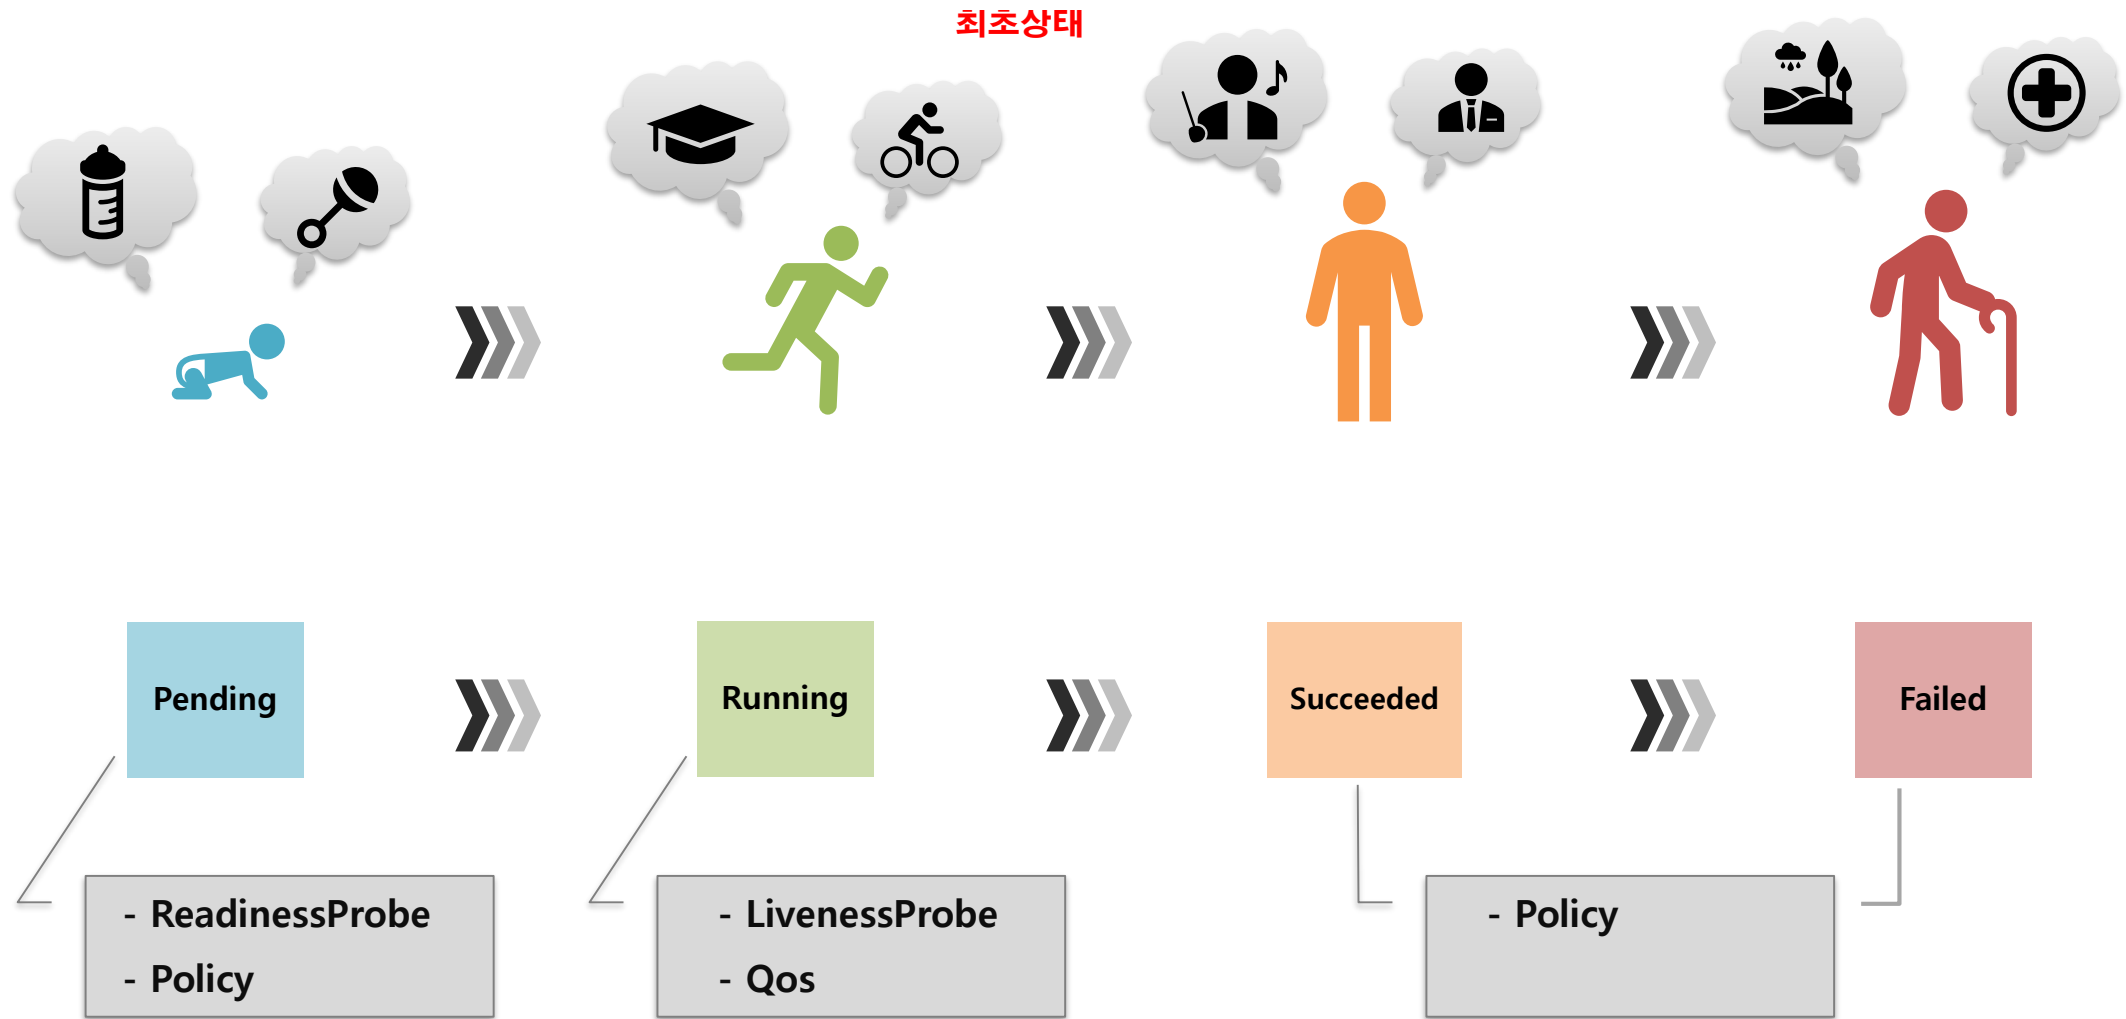 최초상태
Pending
Running
Succeeded
Failed
- ReadinessProbe
- Policy
- LivenessProbe
- Qos
- Policy